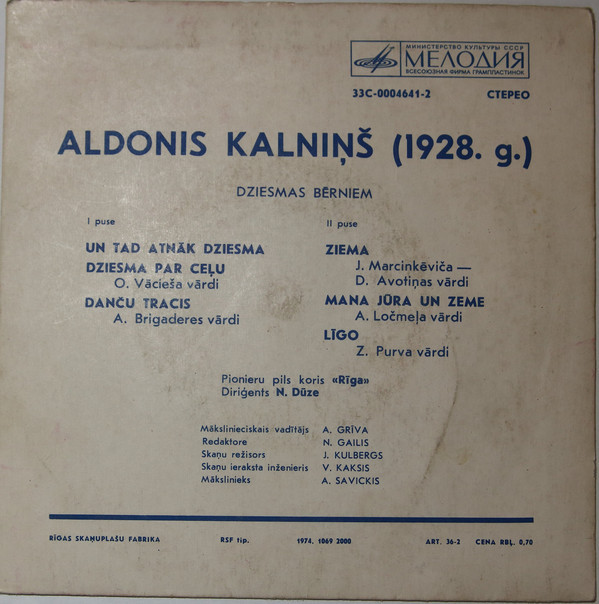 МИНИСТЕРСТВО КУЛЬТУРЫ СССР
МЕЛОДИЯ
ВСЕСОЮЗНАЯ ФИРМА ГРАМПЛАСТИНОК
33С-0004641-2 СТЕРЕО
ALDONIS KALNIŅŠ (1928. g.)
DZIESMAS BĒRNIEM
I puse
UN TAD ATNĀK DZIESMA
DZIESMA PAR CEĻU
O. Vācieša vārdi
DANČU TRACIS
A. Brigaderes vārdi
II puse
ZIEMA
J. Marcinkēviča —
D. Avotiņas vārdi
MANA JŪRA UN ZEME
A. Ločmeļa vārdi
LĪGO
Z. Purva vārdi
Pionieru pils koris «Rīga»
Diriģents N. Dūze
Mākslinieciskais vadītājs A. GRĪVA
Redaktore N. GAILIS
Skaņu režisors J. KULBERGS
Skaņu ieraksta inženieris V. KAKSIS
Mākslinieks A. SAVICKIS
RĪGAS SKAŅUPLAŠU FABRIKA RSF tip. 1974. 1069 2000 ART. 36-2 CENA RBĻ. 0,70